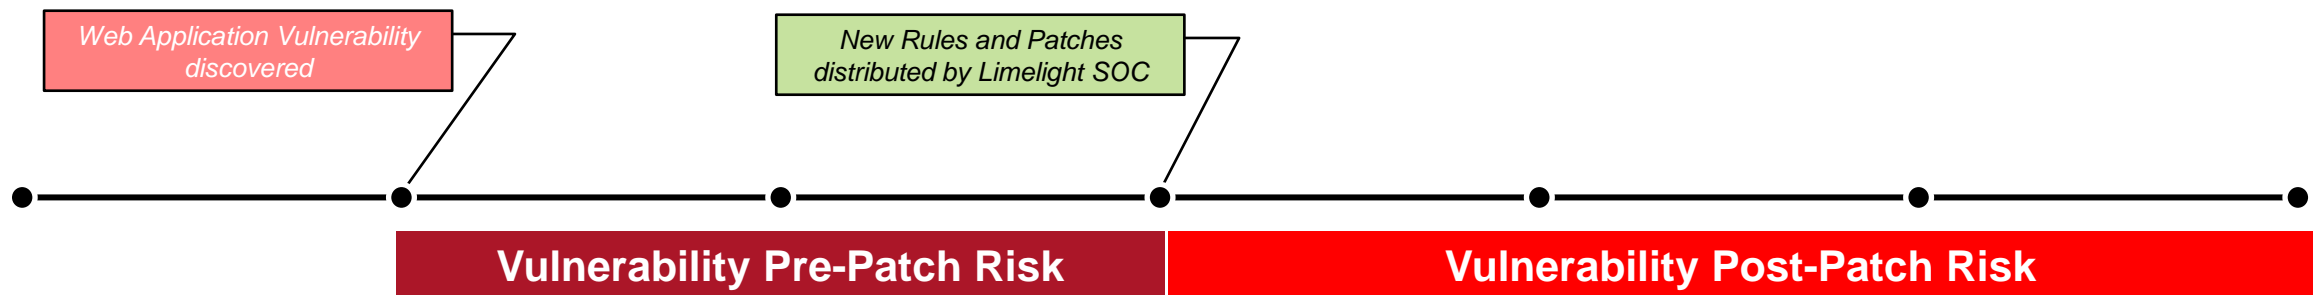 Web Application Vulnerability
discovered
New Rules and Patches
distributed by Limelight SOC
Vulnerability Pre-Patch Risk
Vulnerability Post-Patch Risk